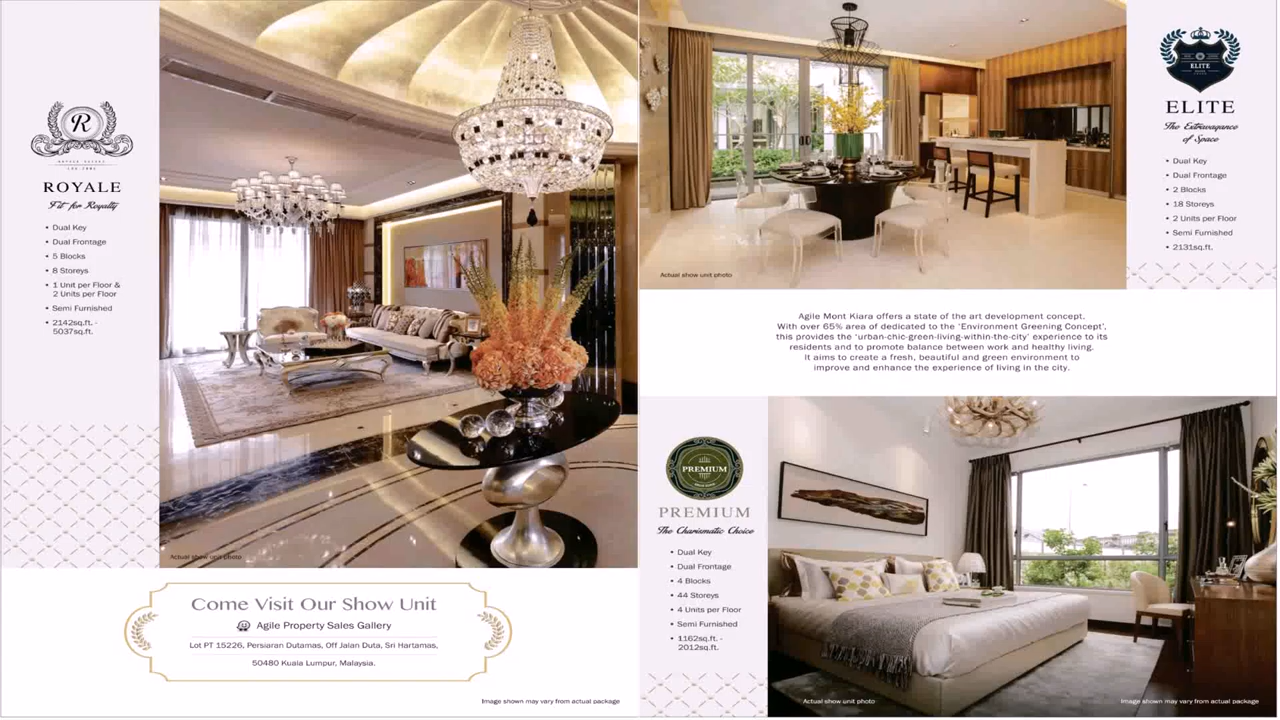 R
ROYALE
Fit for Royalty
• Dual Key
• Dual Frontage
• 5 Blocks
• 8 Storeys
• 1 Unit per Floor &
2 Units per Floor
• Semi Furnished
• 2142sq.ft. -
5037sq.ft.
Actual show unit photo
Come Visit Our Show Unit
Agile Property Sales Gallery
Lot PT 15226, Persiaran Dutamas, Off Jalan Duta, Sri Hartamas,
50480 Kuala Lumpur, Malaysia.
Image shown may vary from actual package
Actual show unit photo
ELITE
ELITE
The Extravagance
of Space
• Dual Key
• Dual Frontage
• 2 Blocks
• 18 Storeys
• 2 Units per Floor
• Semi Furnished
• 2131sq.ft.
Agile Mont Kiara offers a state of the art development concept.
With over 65% area of dedicated to the 'Environment Greening Concept',
this provides the 'urban-chic-green-living-within-the-city' experience to its
residents and to promote balance between work and healthy living.
It aims to create a fresh, beautiful and green environment to
improve and enhance the experience of living in the city.
PREMIUM
PREMIUM
The Charismatic Choice
• Dual Key
• Dual Frontage
• 4 Blocks
• 44 Storeys
• 4 Units per Floor
• Semi Furnished
• 1162sq.ft. -
2012sq.ft.
Actual show unit photo
Image shown may vary from actual package